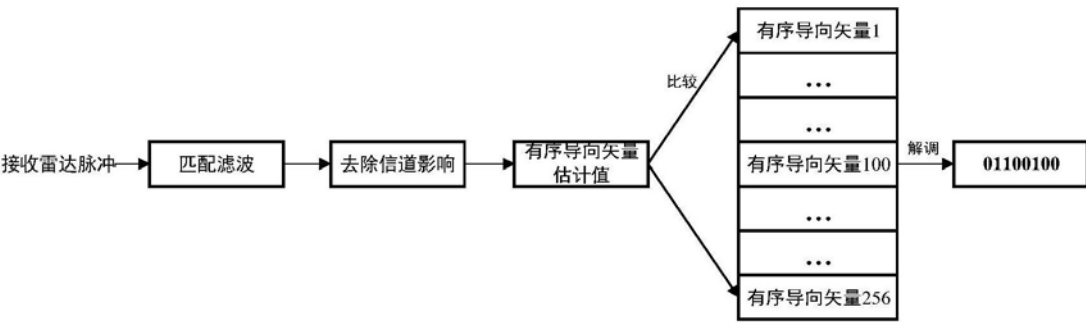 接收雷达脉冲
匹配滤波
去除信道影响
有序导向矢量
估计值
比较
有序导向矢量1
...
...
有序导向矢量100
...
...
有序导向矢量256
解调
01100100